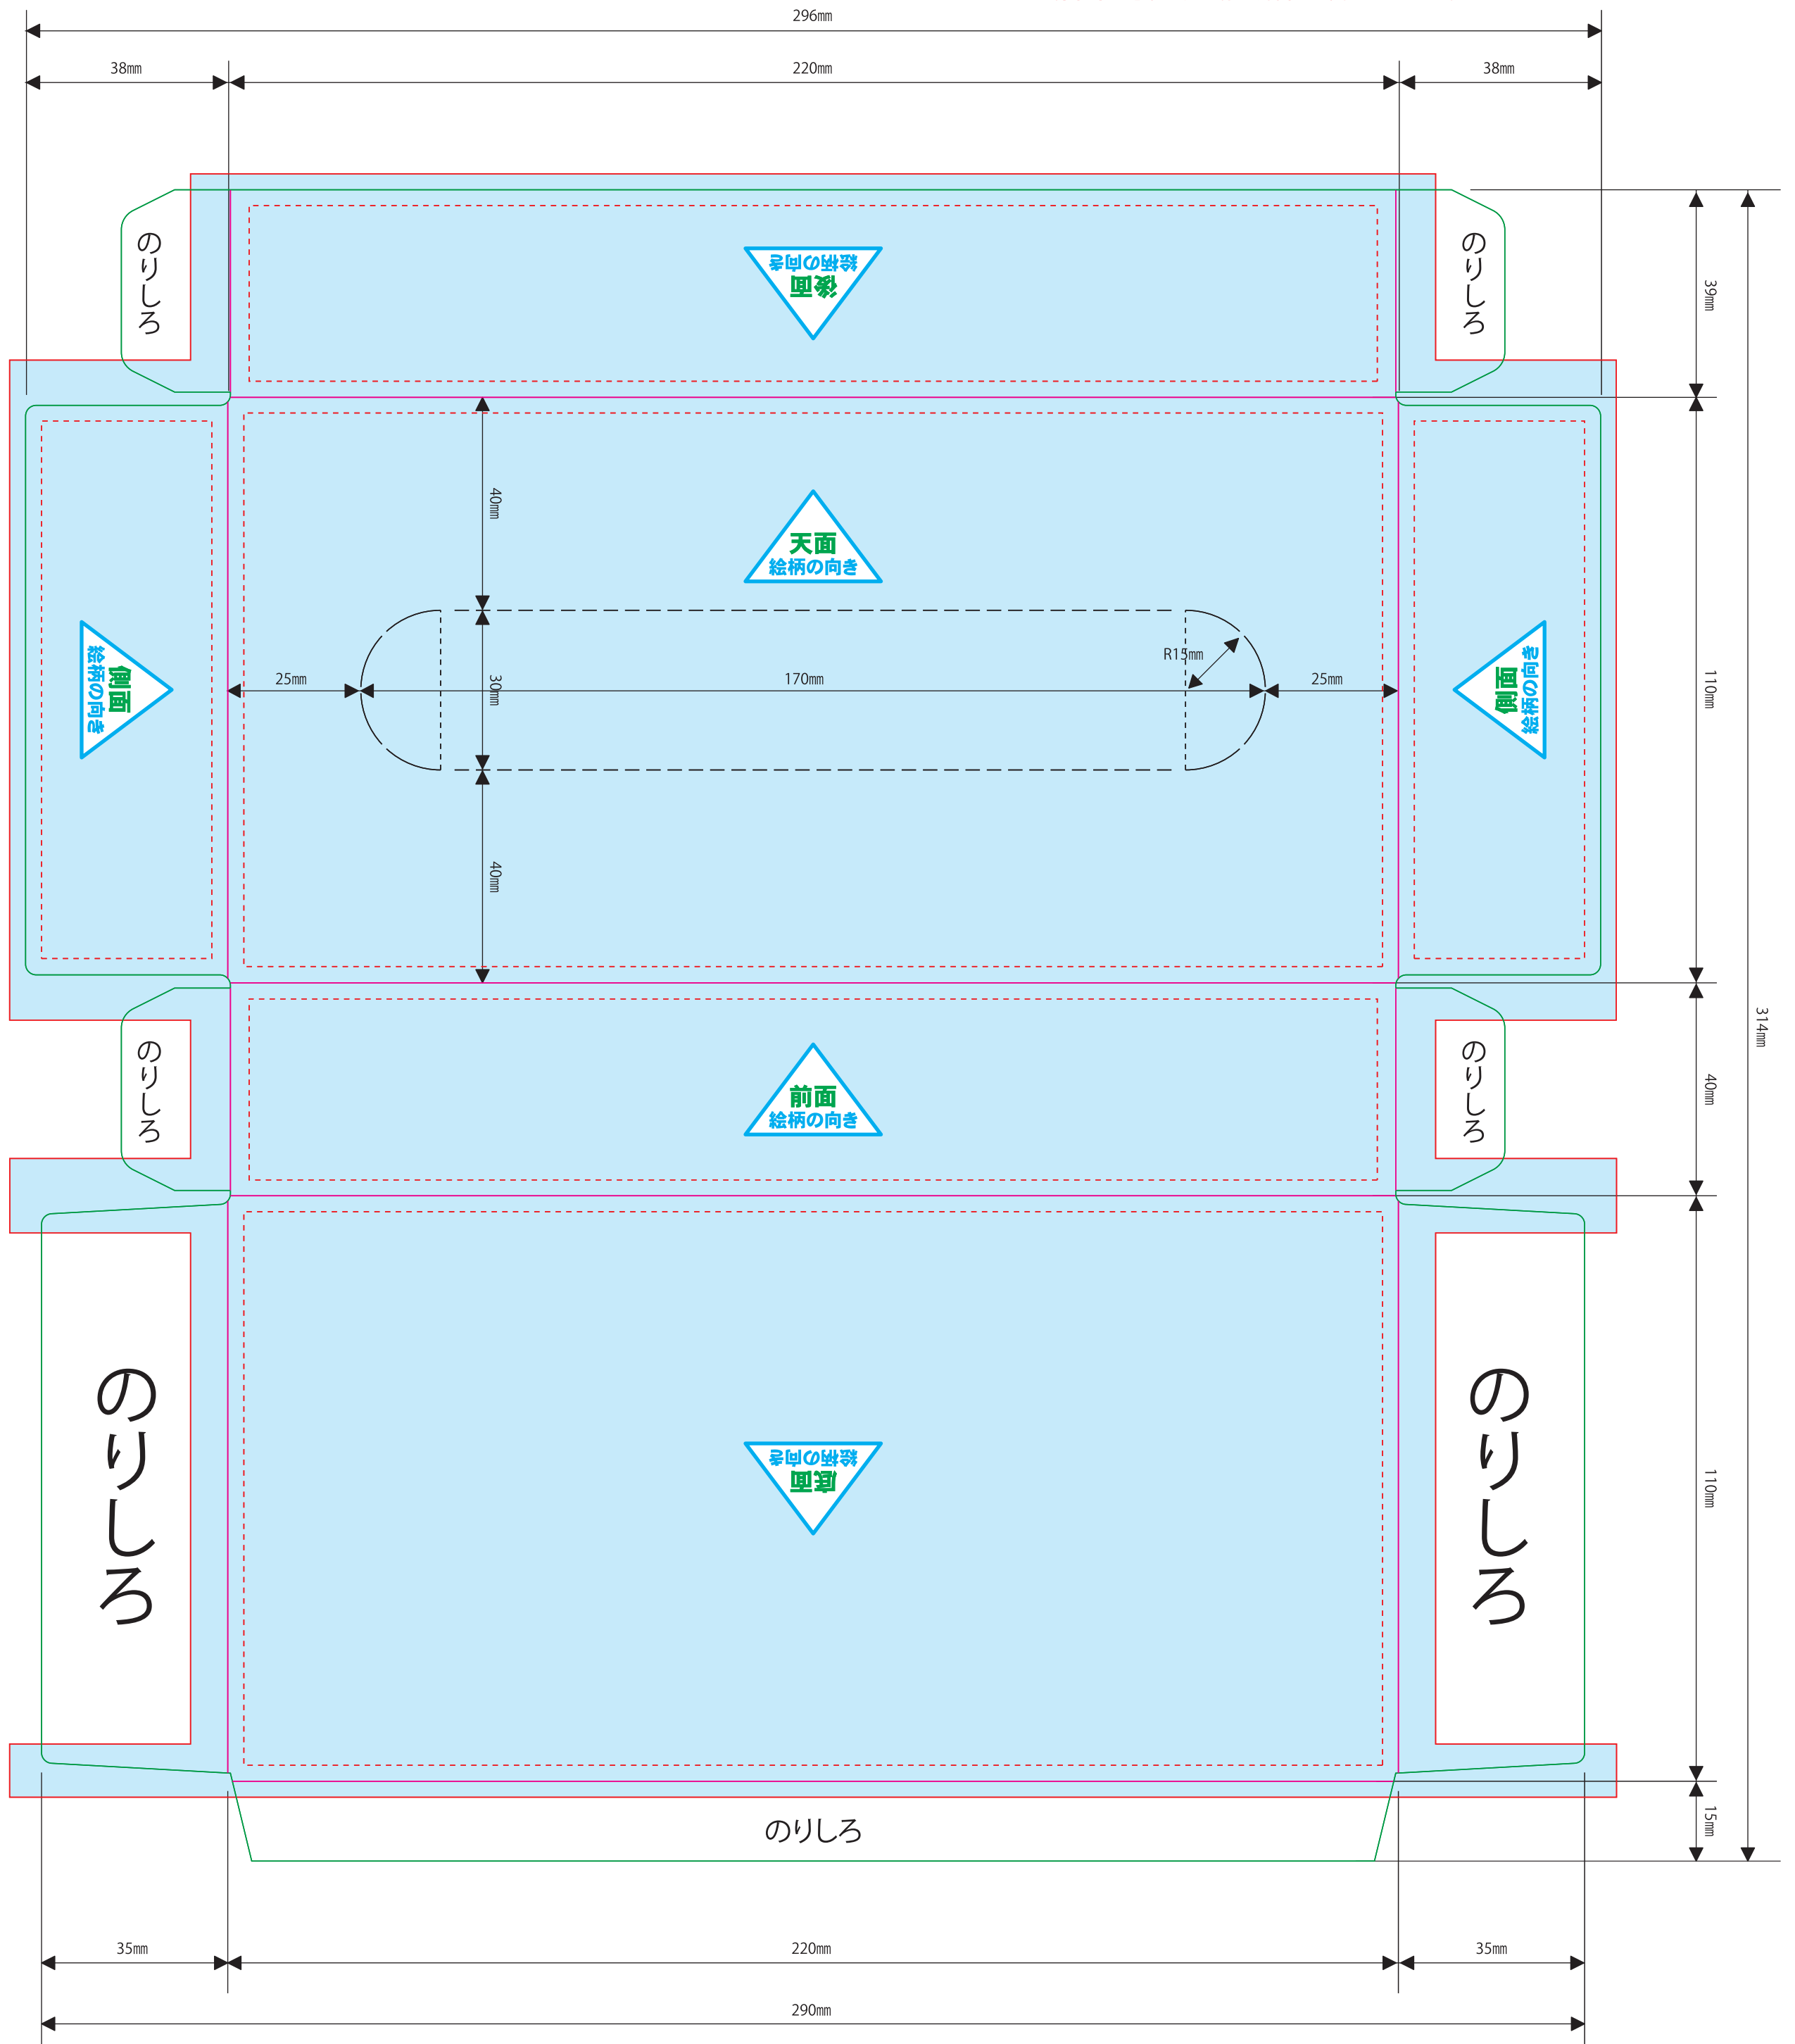 296㎜
38㎜
220㎜
38㎜
のりしろ
絵柄の向き
後面
のりしろ
39㎜
40㎜
天面
絵柄の向き
側面
絵柄の向き
25㎜
30㎜
170㎜
R15㎜
25㎜
側面
絵柄の向き
110㎜
40㎜
のりしろ
前面
絵柄の向き
のりしろ
40㎜
314㎜
のりしろ
絵柄の向き
底面
のりしろ
110㎜
のりしろ
15㎜
35㎜
220㎜
35㎜
290㎜